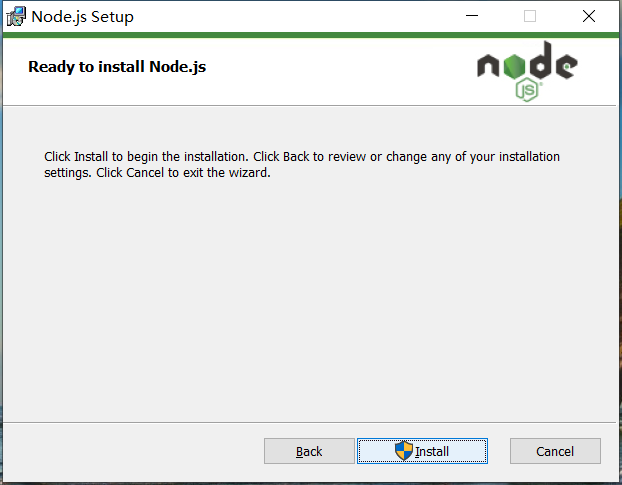 Node.js Setup
Ready to install Node.js
node
JS
Click Install to begin the installation. Click Back to review or change any of your installation
settings. Click Cancel to exit the wizard.
Back
Install
Cancel